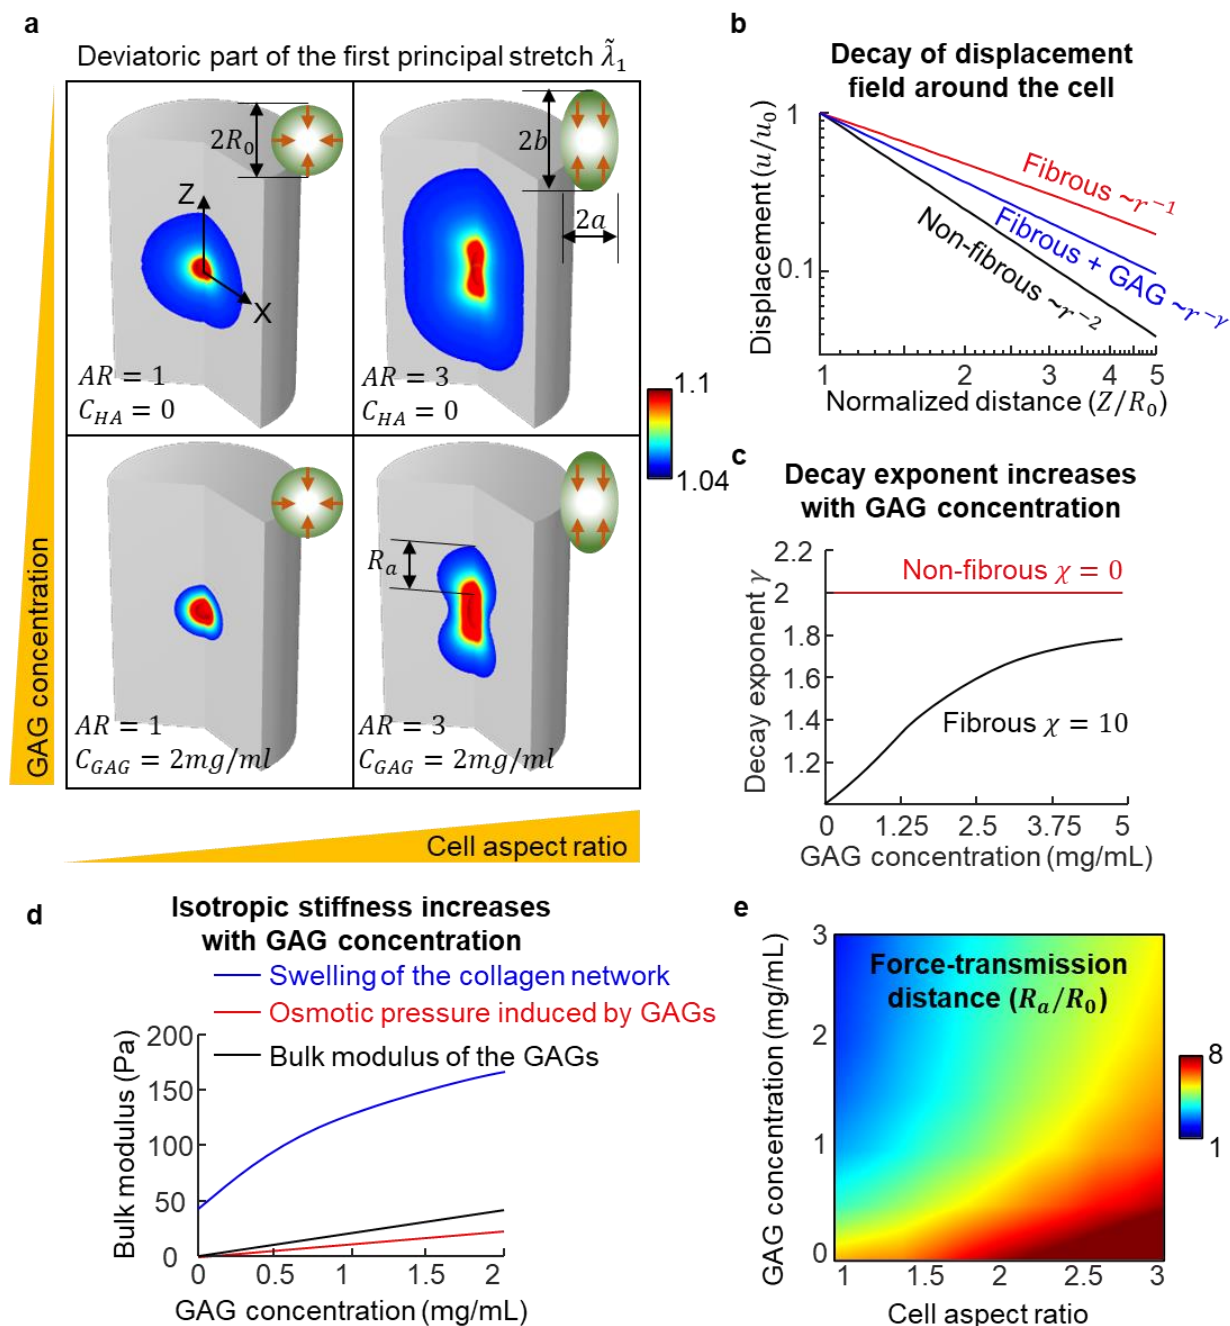 a
Deviatoric part of the first principal stretch λ̃₁
2R₀
Z
X
AR = 1
C_HA = 0
2b
2a
AR = 3
C_HA = 0
1.1
1.04
AR = 1
C_GAG = 2mg/ml
R_a
AR = 3
C_GAG = 2mg/ml
GAG concentration
Cell aspect ratio
b
Decay of displacement
field around the cell
Displacement (u/u₀)
1
0.1
Fibrous ~r⁻¹
Fibrous + GAG ~r^−γ
Non-fibrous ~r⁻²
1 2 3 4 5
Normalized distance (Z/R₀)
c
Decay exponent increases
with GAG concentration
Decay exponent γ
2.2
2
1.8
1.6
1.4
1.2
Non-fibrous χ = 0
Fibrous χ = 10
0 1.25 2.5 3.75 5
GAG concentration (mg/mL)
d
Isotropic stiffness increases
with GAG concentration
Swelling of the collagen network
Osmotic pressure induced by GAGs
Bulk modulus of the GAGs
Bulk modulus (Pa)
200
150
100
50
0
0 0.5 1 1.5 2
GAG concentration (mg/mL)
e
GAG concentration (mg/mL)
3
2
1
0
Force-transmission
distance (R_a/R₀)
8
1
1 1.5 2 2.5 3
Cell aspect ratio